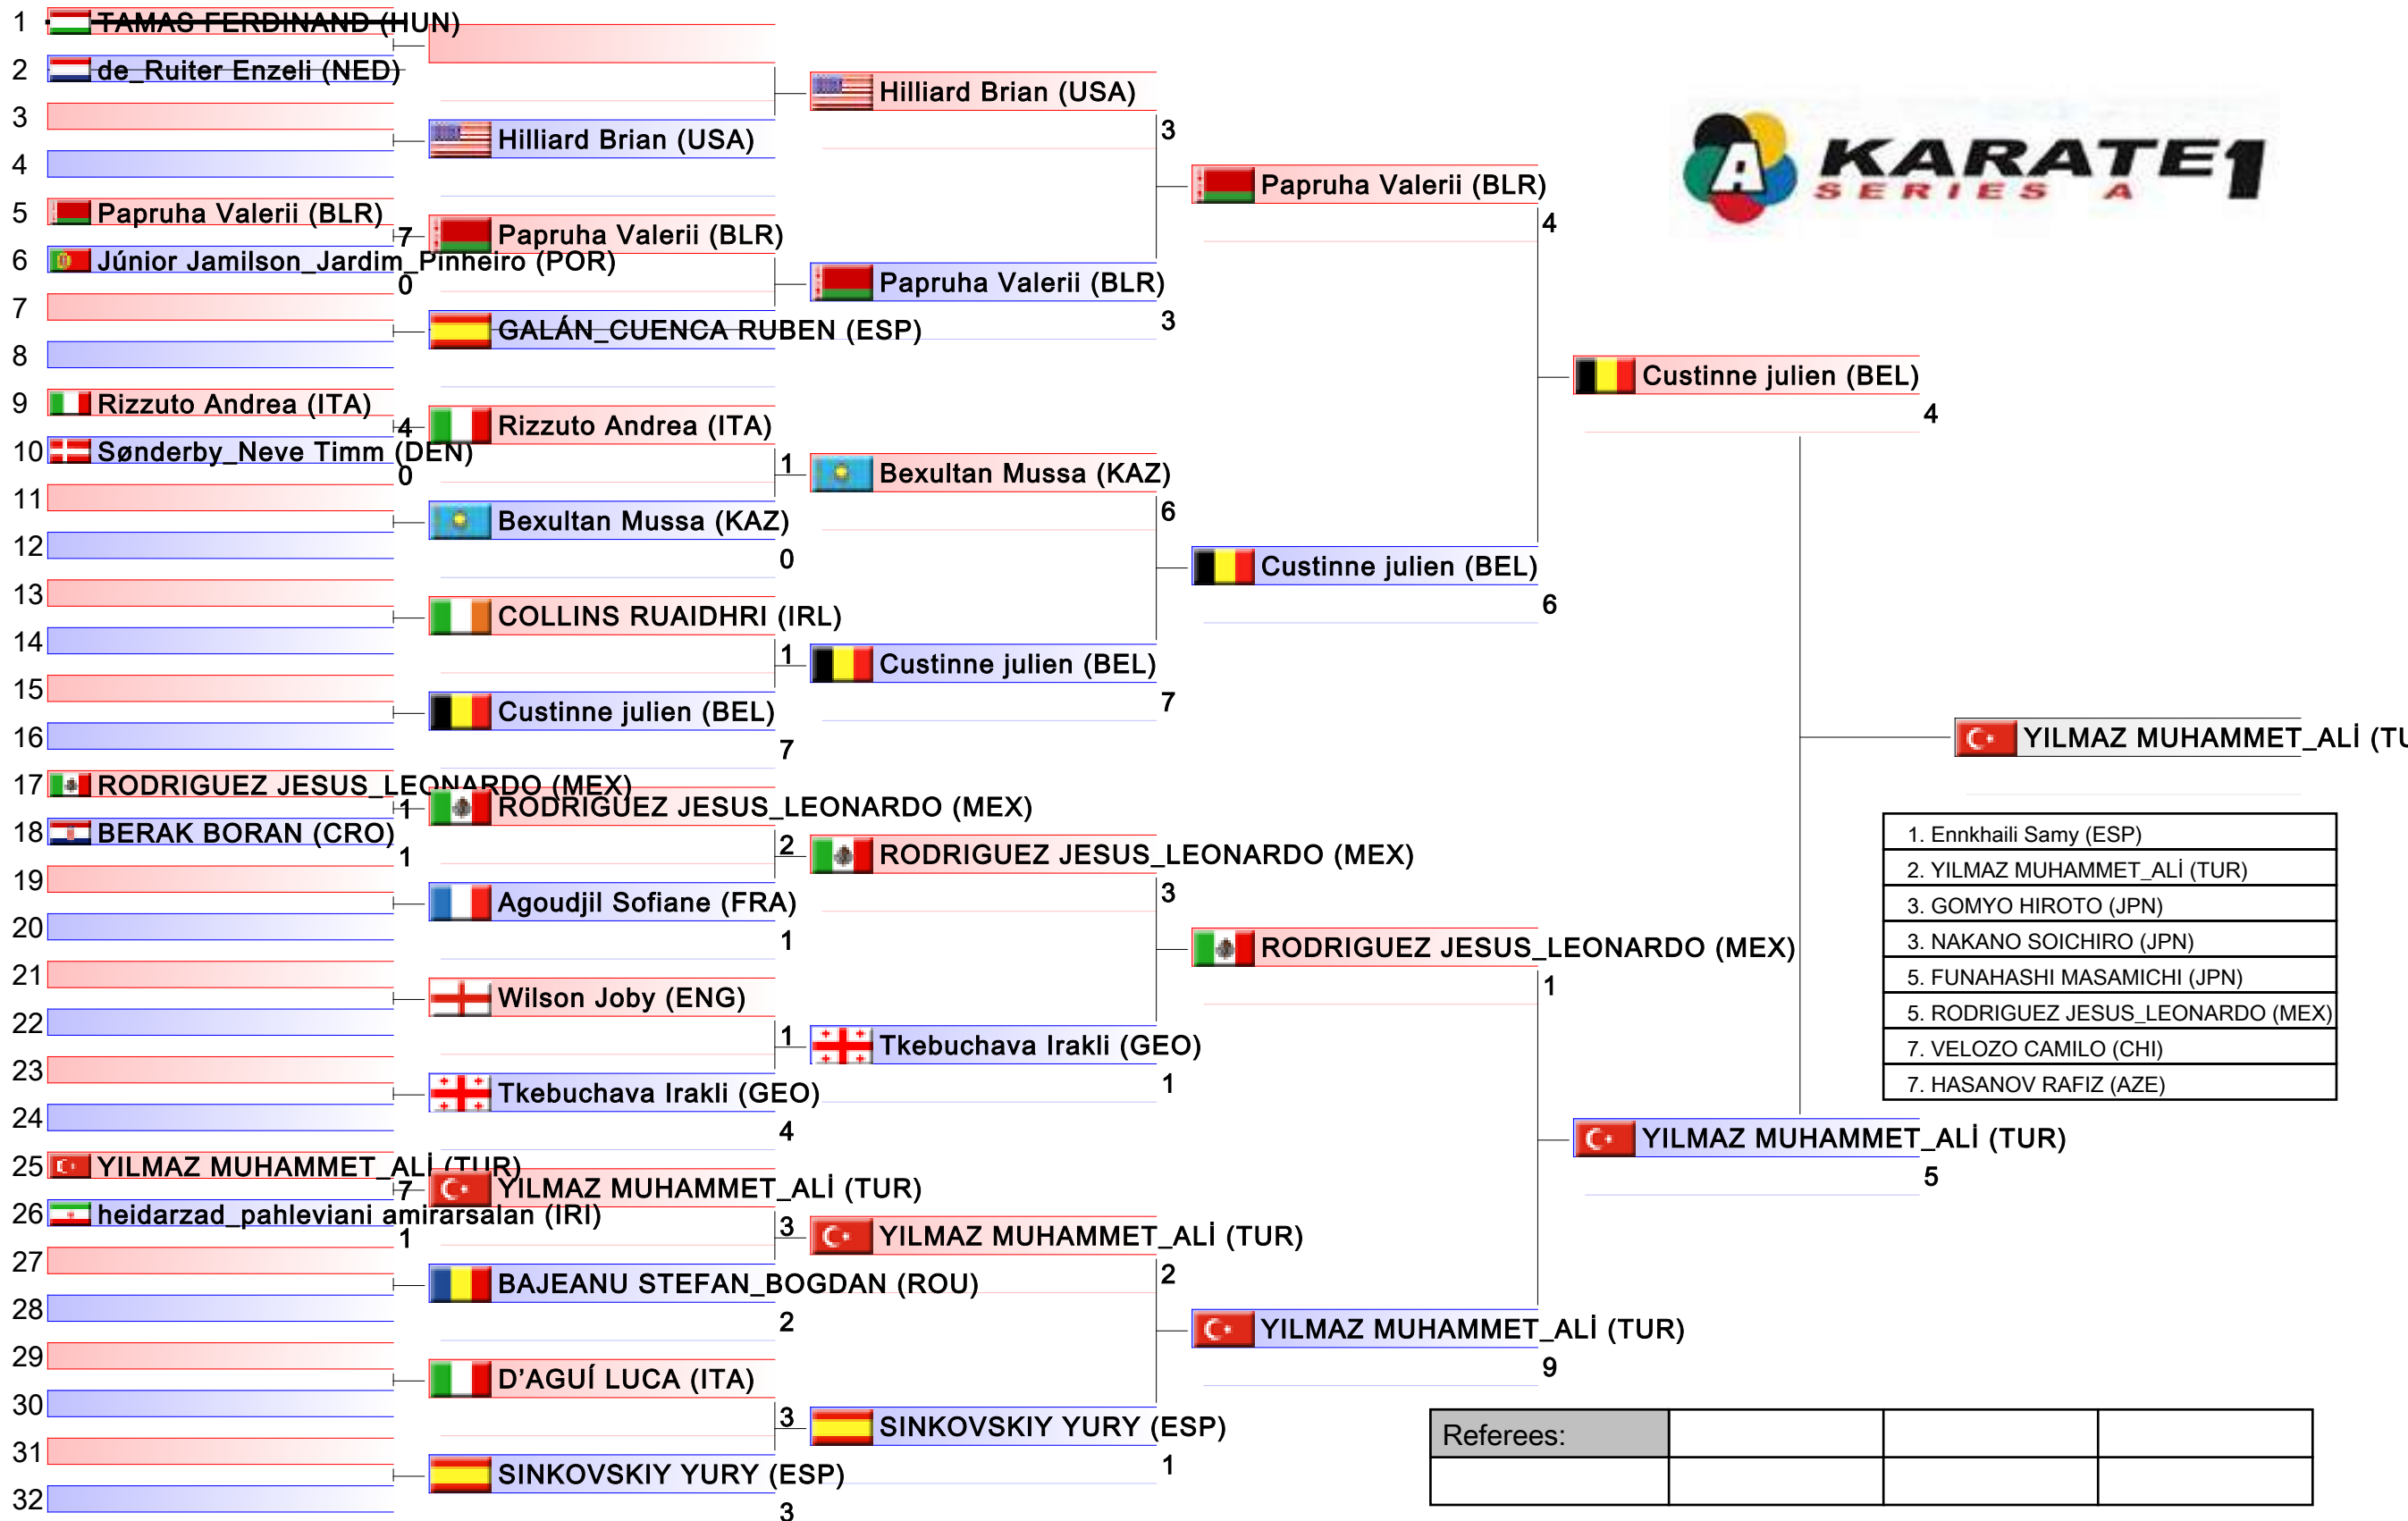 1 TAMAS FERDINAND (HUN)
2 de_Ruiter Enzeli (NED)
3
4
5 Papruha Valerii (BLR)
7
6 Júnior Jamilson_Jardim_Pinheiro (POR)
0
7
8
9 Rizzuto Andrea (ITA)
4
10 Sønderby_Neve Timm (DEN)
0
11
12
13
14
15
16
17 RODRIGUEZ JESUS_LEONARDO (MEX)
1
18 BERAK BORAN (CRO)
1
19
20
21
22
23
24
25 YILMAZ MUHAMMET_ALİ (TUR)
7
26 heidarzad_pahleviani amirarsalan (IRI)
1
27
28
29
30
31
32
Hilliard Brian (USA)
Papruha Valerii (BLR)
GALÁN_CUENCA RUBEN (ESP)
Rizzuto Andrea (ITA)
1
Bexultan Mussa (KAZ)
0
COLLINS RUAIDHRI (IRL)
1
Custinne julien (BEL)
7
RODRIGUEZ JESUS_LEONARDO (MEX)
2
Agoudjil Sofiane (FRA)
1
Wilson Joby (ENG)
1
Tkebuchava Irakli (GEO)
4
YILMAZ MUHAMMET_ALİ (TUR)
3
BAJEANU STEFAN_BOGDAN (ROU)
2
D'AGUÍ LUCA (ITA)
3
SINKOVSKIY YURY (ESP)
3
Hilliard Brian (USA)
3
Papruha Valerii (BLR)
3
Bexultan Mussa (KAZ)
6
Custinne julien (BEL)
7
RODRIGUEZ JESUS_LEONARDO (MEX)
3
Tkebuchava Irakli (GEO)
1
YILMAZ MUHAMMET_ALİ (TUR)
2
SINKOVSKIY YURY (ESP)
1
Papruha Valerii (BLR)
4
Custinne julien (BEL)
6
RODRIGUEZ JESUS_LEONARDO (MEX)
1
YILMAZ MUHAMMET_ALİ (TUR)
9
Custinne julien (BEL)
4
YILMAZ MUHAMMET_ALİ (TUR)
5
A KARATE1
SERIES A
YILMAZ MUHAMMET_ALİ (TU
1. Ennkhaili Samy (ESP)
2. YILMAZ MUHAMMET_ALİ (TUR)
3. GOMYO HIROTO (JPN)
3. NAKANO SOICHIRO (JPN)
5. FUNAHASHI MASAMICHI (JPN)
5. RODRIGUEZ JESUS_LEONARDO (MEX)
7. VELOZO CAMILO (CHI)
7. HASANOV RAFIZ (AZE)
Referees: